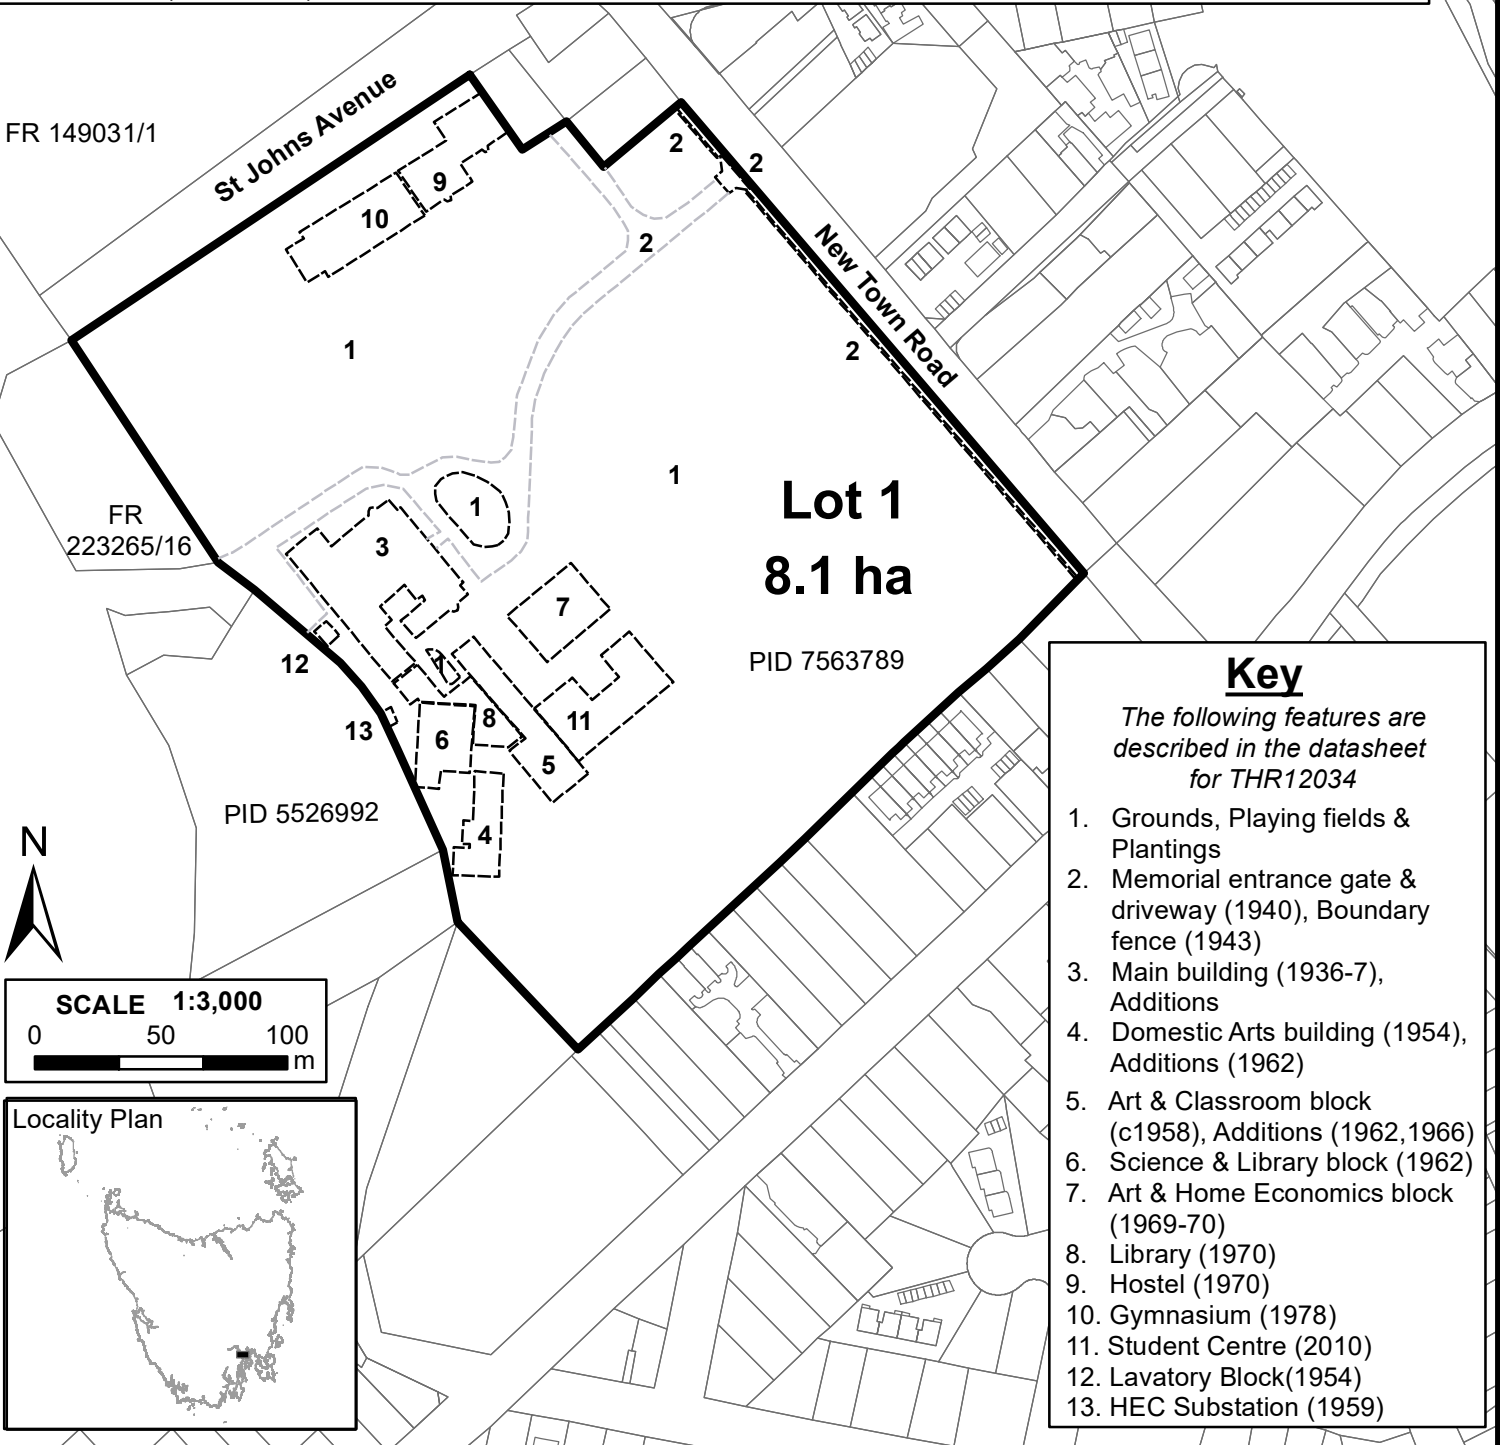 St Johns Avenue
FR 149031/1
2
2
9
10
2
New Town Road
1
2
1
Lot 1
1
FR
223265/16
3
8.1 ha
7
12
1
PID 7563789
8
11
13
6
5
PID 5526992
4
N
SCALE 1:3,000
0 50 100
m
Locality Plan
Key
The following features are
described in the datasheet
for THR12034
1. Grounds, Playing fields &
Plantings
2. Memorial entrance gate &
driveway (1940), Boundary
fence (1943)
3. Main building (1936-7),
Additions
4. Domestic Arts building (1954),
Additions (1962)
5. Art & Classroom block
(c1958), Additions (1962,1966)
6. Science & Library block (1962)
7. Art & Home Economics block
(1969-70)
8. Library (1970)
9. Hostel (1970)
10. Gymnasium (1978)
11. Student Centre (2010)
12. Lavatory Block(1954)
13. HEC Substation (1959)